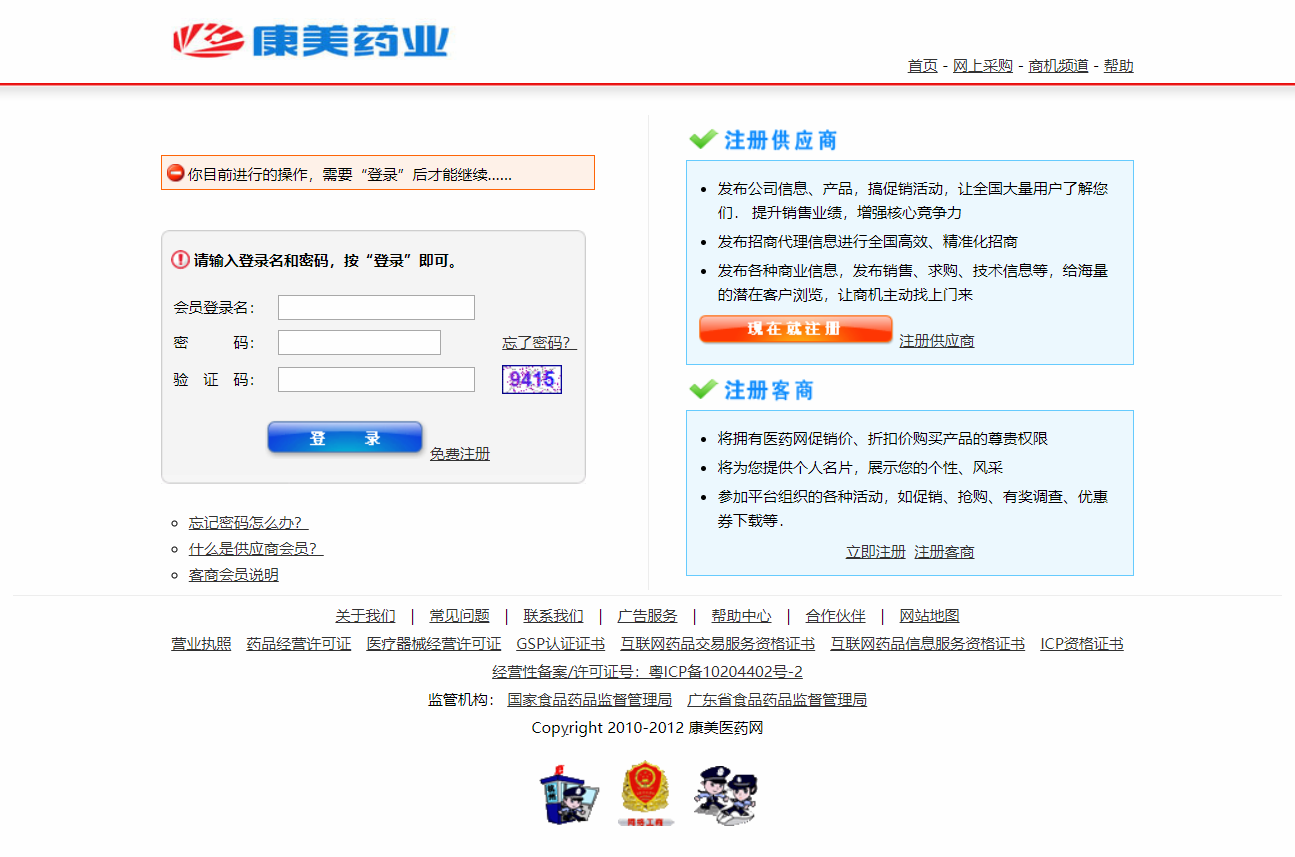 康美药业
首页 - 网上采购 - 商机频道 - 帮助
你目前进行的操作，需要“登录”后才能继续......
请输入登录名和密码，按“登录”即可。
会员登录名：
密 码： 忘了密码？
验 证 码： 9415
登 录 免费注册
忘记密码怎么办？
什么是供应商会员？
客商会员说明
注册供应商
发布公司信息、产品，搞促销活动，让全国大量用户了解您
们． 提升销售业绩，增强核心竞争力
发布招商代理信息进行全国高效、精准化招商
发布各种商业信息，发布销售、求购、技术信息等，给海量
的潜在客户浏览，让商机主动找上门来
现在就注册 注册供应商
注册客商
将拥有医药网促销价、折扣价购买产品的尊贵权限
将为您提供个人名片，展示您的个性、风采
参加平台组织的各种活动，如促销、抢购、有奖调查、优惠
券下载等．
立即注册 注册客商
关于我们 | 常见问题 | 联系我们 | 广告服务 | 帮助中心 | 合作伙伴 | 网站地图
营业执照 药品经营许可证 医疗器械经营许可证 GSP认证证书 互联网药品交易服务资格证书 互联网药品信息服务资格证书 ICP资格证书
经营性备案/许可证号：粤ICP备10204402号-2
监管机构： 国家食品药品监督管理局 广东省食品药品监督管理局
Copyright 2010-2012 康美医药网
网络工商